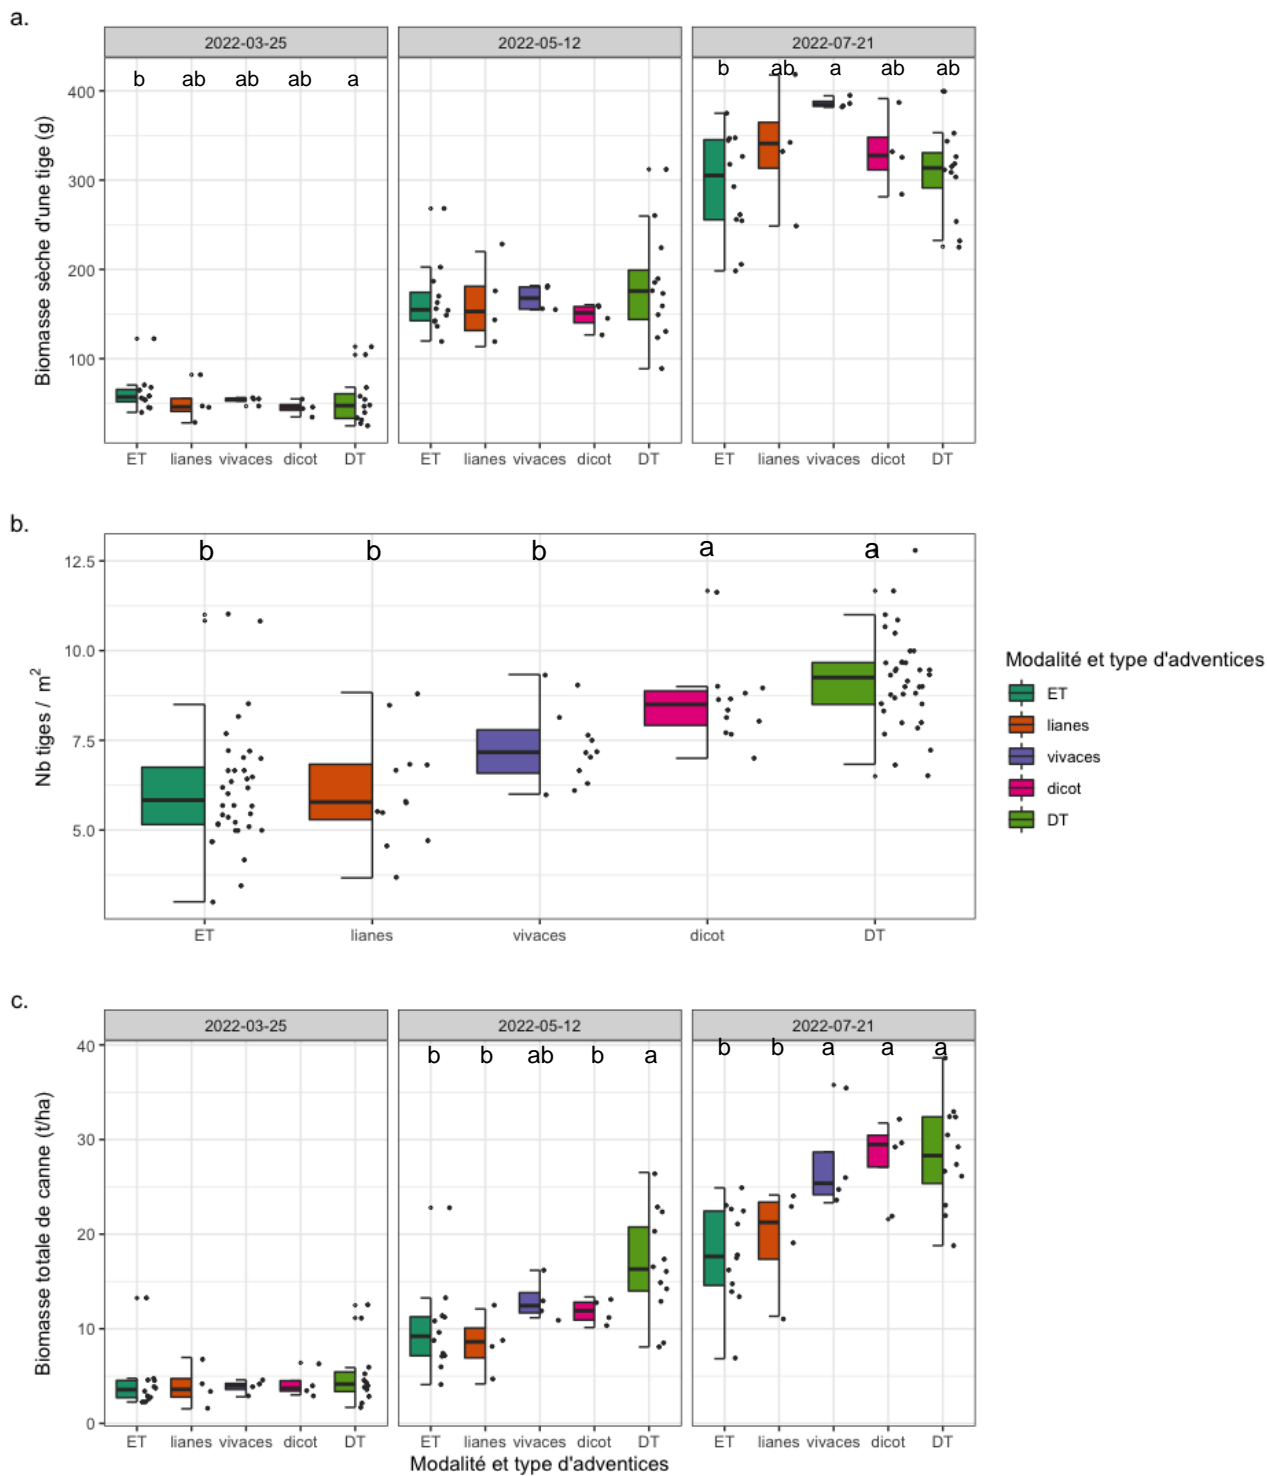 a.
2022-03-25 2022-05-12 2022-07-21
b ab ab ab a b ab a ab ab
400
300
200
100
Biomasse sèche d'une tige (g)
ET lianes vivaces dicot DT ET lianes vivaces dicot DT ET lianes vivaces dicot DT
b.
b b b a a
12.5
10.0
7.5
5.0
Nb tiges / m²
ET lianes vivaces dicot DT
Modalité et type d'adventices
ET
lianes
vivaces
dicot
DT
c.
2022-03-25 2022-05-12 2022-07-21
b b ab b a b b a a a
40
30
20
10
0
Biomasse totale de canne (t/ha)
ET lianes vivaces dicot DT ET lianes vivaces dicot DT ET lianes vivaces dicot DT
Modalité et type d'adventices